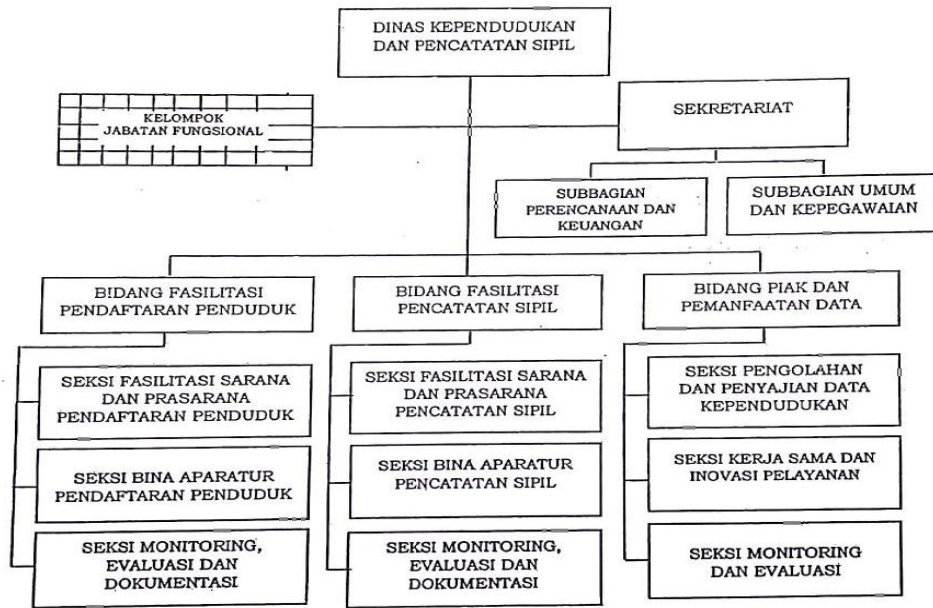 DINAS KEPENDUDUKAN
DAN PENCATATAN SIPIL
KELOMPOK
JABATAN FUNGSIONAL
SEKRETARIAT
SUBBAGIAN
PERENCANAAN DAN
KEUANGAN
SUBBAGIAN UMUM
DAN KEPEGAWAIAN
BIDANG FASILITASI
PENDAFTARAN PENDUDUK
BIDANG FASILITASI
PENCATATAN SIPIL
BIDANG PIAK DAN
PEMANFAATAN DATA
SEKSI FASILITASI SARANA
DAN PRASARANA
PENDAFTARAN PENDUDUK
SEKSI FASILITASI SARANA
DAN PRASARANA
PENCATATAN SIPIL
SEKSI PENGOLAHAN
DAN PENYAJIAN DATA
KEPENDUDUKAN
SEKSI BINA APARATUR
PENDAFTARAN PENDUDUK
SEKSI BINA APARATUR
PENCATATAN SIPIL
SEKSI KERJA SAMA DAN
INOVASI PELAYANAN
SEKSI MONITORING,
EVALUASI DAN
DOKUMENTASI
SEKSI MONITORING,
EVALUASI DAN
DOKUMENTASI
SEKSI MONITORING
DAN EVALUASI